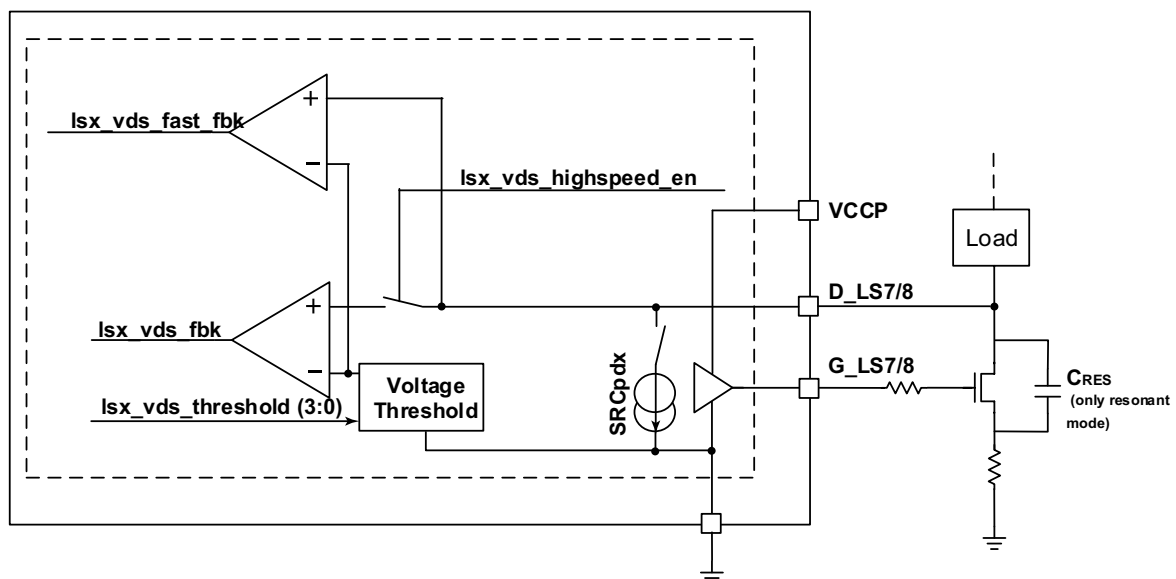 +
lsx_vds_fast_fbk
−
lsx_vds_highspeed_en
VCCP
Load
D_LS7/8
+
lsx_vds_fbk
−
Voltage
Threshold
lsx_vds_threshold (3:0)
SRCpdx
G_LS7/8
CRES
(only resonant
mode)